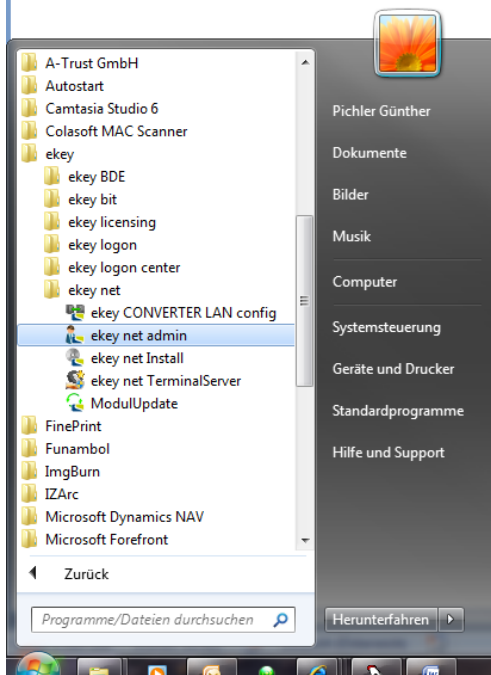 A-Trust GmbH
Autostart
Camtasia Studio 6
Colasoft MAC Scanner
ekey
ekey BDE
ekey bit
ekey licensing
ekey logon
ekey logon center
ekey net
ekey CONVERTER LAN config
ekey net admin
ekey net Install
ekey net TerminalServer
ModulUpdate
FinePrint
Funambol
ImgBurn
IZArc
Microsoft Dynamics NAV
Microsoft Forefront
Zurück
Programme/Dateien durchsuchen
Pichler Günther
Dokumente
Bilder
Musik
Computer
Systemsteuerung
Geräte und Drucker
Standardprogramme
Hilfe und Support
Herunterfahren